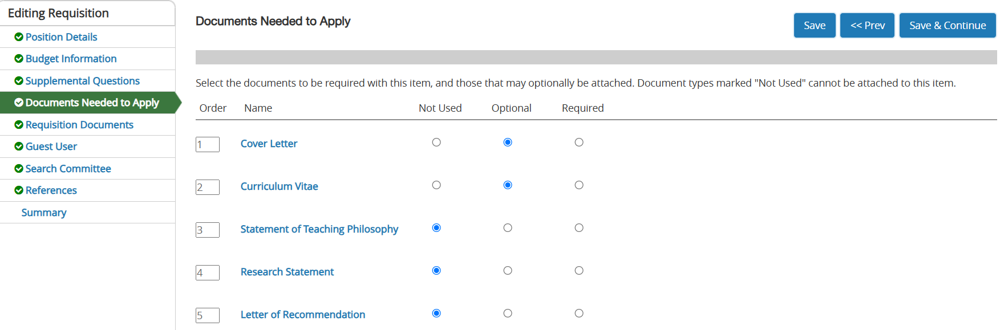 Editing Requisition
Position Details
Budget Information
Supplemental Questions
Documents Needed to Apply
Requisition Documents
Guest User
Search Committee
References
Summary
Documents Needed to Apply
Save
<< Prev
Save & Continue
Select the documents to be required with this item, and those that may optionally be attached. Document types marked "Not Used" cannot be attached to this item.
Order Name Not Used Optional Required
1 Cover Letter
2 Curriculum Vitae
3 Statement of Teaching Philosophy
4 Research Statement
5 Letter of Recommendation